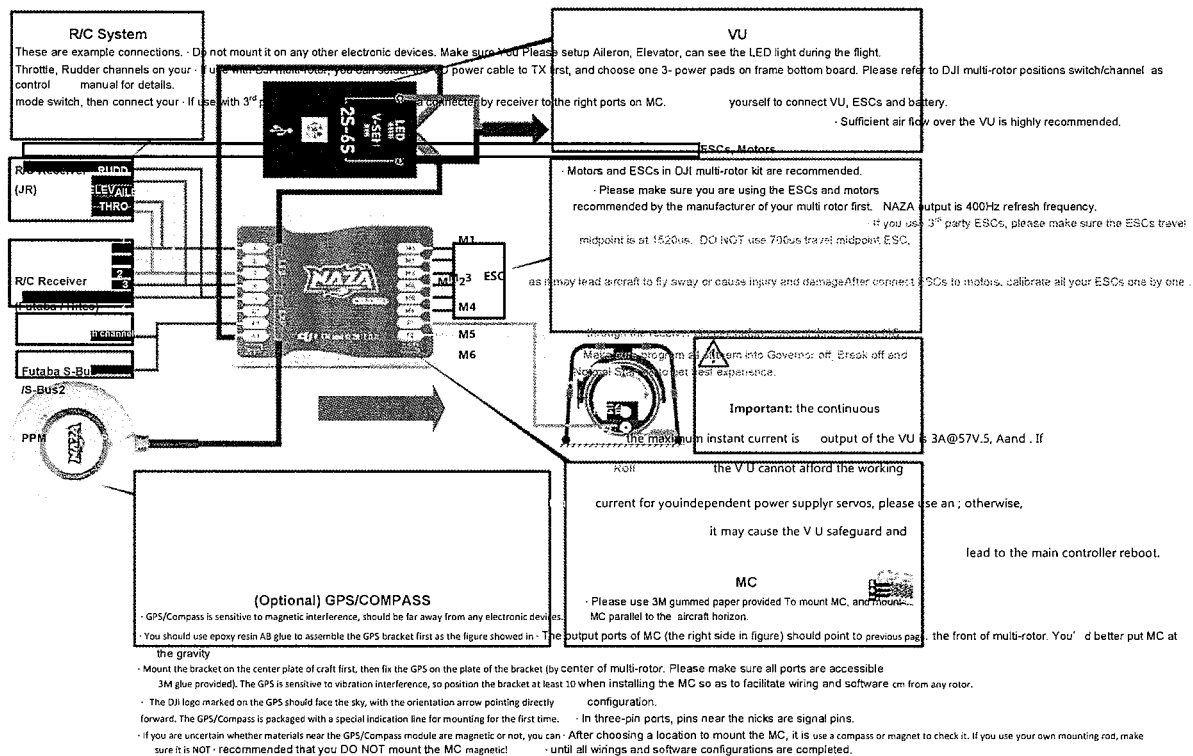 R/C System
VU
These are example connections. · Do not mount it on any other electronic devices. Make sure You Please setup Aileron, Elevator, can see the LED light during the flight.
Throttle, Rudder channels on your · If use with DJI multi-rotor, you can solder the VU power cable to TX first, and choose one 3- power pads on frame bottom board. Please refer to DJI multi-rotor positions switch/channel as
control manual for details.
mode switch, then connect your · If use with 3rd by receiver to the right ports on MC. yourself to connect VU, ESCs and battery.
· Sufficient air flow over the VU is highly recommended.
LED
V-SEN
2S-6S
ESCs, Motors
R/C Receiver
(JR)
RUDD
ELEV AILE
THRO
· Motors and ESCs in DJI multi-rotor kit are recommended.
· Please make sure you are using the ESCs and motors
recommended by the manufacturer of your multi rotor first. NAZA output is 400Hz refresh frequency.
· If you use 3rd party ESCs, please make sure the ESCs travel
midpoint is at 1520us. DO NOT use 700us travel midpoint ESC,
as it may lead aircraft to fly away or cause injury and damageAfter connect ESCs to motors, calibrate all your ESCs one by one
M1
ESC
M4
M5
M6
NAZA
R/C Receiver
2
3
Futaba S-Bus
/S-Bus2
PPM
NAZA
Make sure program all of them into Governor off, Break off and
Normal Start to get best experience.
Important: the continuous
the maximum instant current is output of the VU is 3A@57V.5, Aand . If
Roll
the V U cannot afford the working
current for youindependent power supplyr servos, please use an ; otherwise,
it may cause the V U safeguard and
lead to the main controller reboot.
MC
(Optional) GPS/COMPASS
· Please use 3M gummed paper provided To mount MC, and mount
· GPS/Compass is sensitive to magnetic interference, should be far away from any electronic devices.
MC parallel to the aircraft horizon.
· You should use epoxy resin AB glue to assemble the GPS bracket first as the figure showed in · The output ports of MC (the right side in figure) should point to previous page. the front of multi-rotor. You' d better put MC at
the gravity
· Mount the bracket on the center plate of craft first, then fix the GPS on the plate of the bracket (by center of multi-rotor. Please make sure all ports are accessible
3M glue provided). The GPS is sensitive to vibration interference, so position the bracket at least 10 when installing the MC so as to facilitate wiring and software cm from any rotor.
· The DJI logo marked on the GPS should face the sky, with the orientation arrow pointing directly configuration.
forward. The GPS/Compass is packaged with a special indication line for mounting for the first time. · In three-pin ports, pins near the nicks are signal pins.
· If you are uncertain whether materials near the GPS/Compass module are magnetic or not, you can · After choosing a location to mount the MC, it is use a compass or magnet to check it. If you use your own mounting rod, make
sure it is NOT · recommended that you DO NOT mount the MC magnetic! · until all wirings and software configurations are completed.